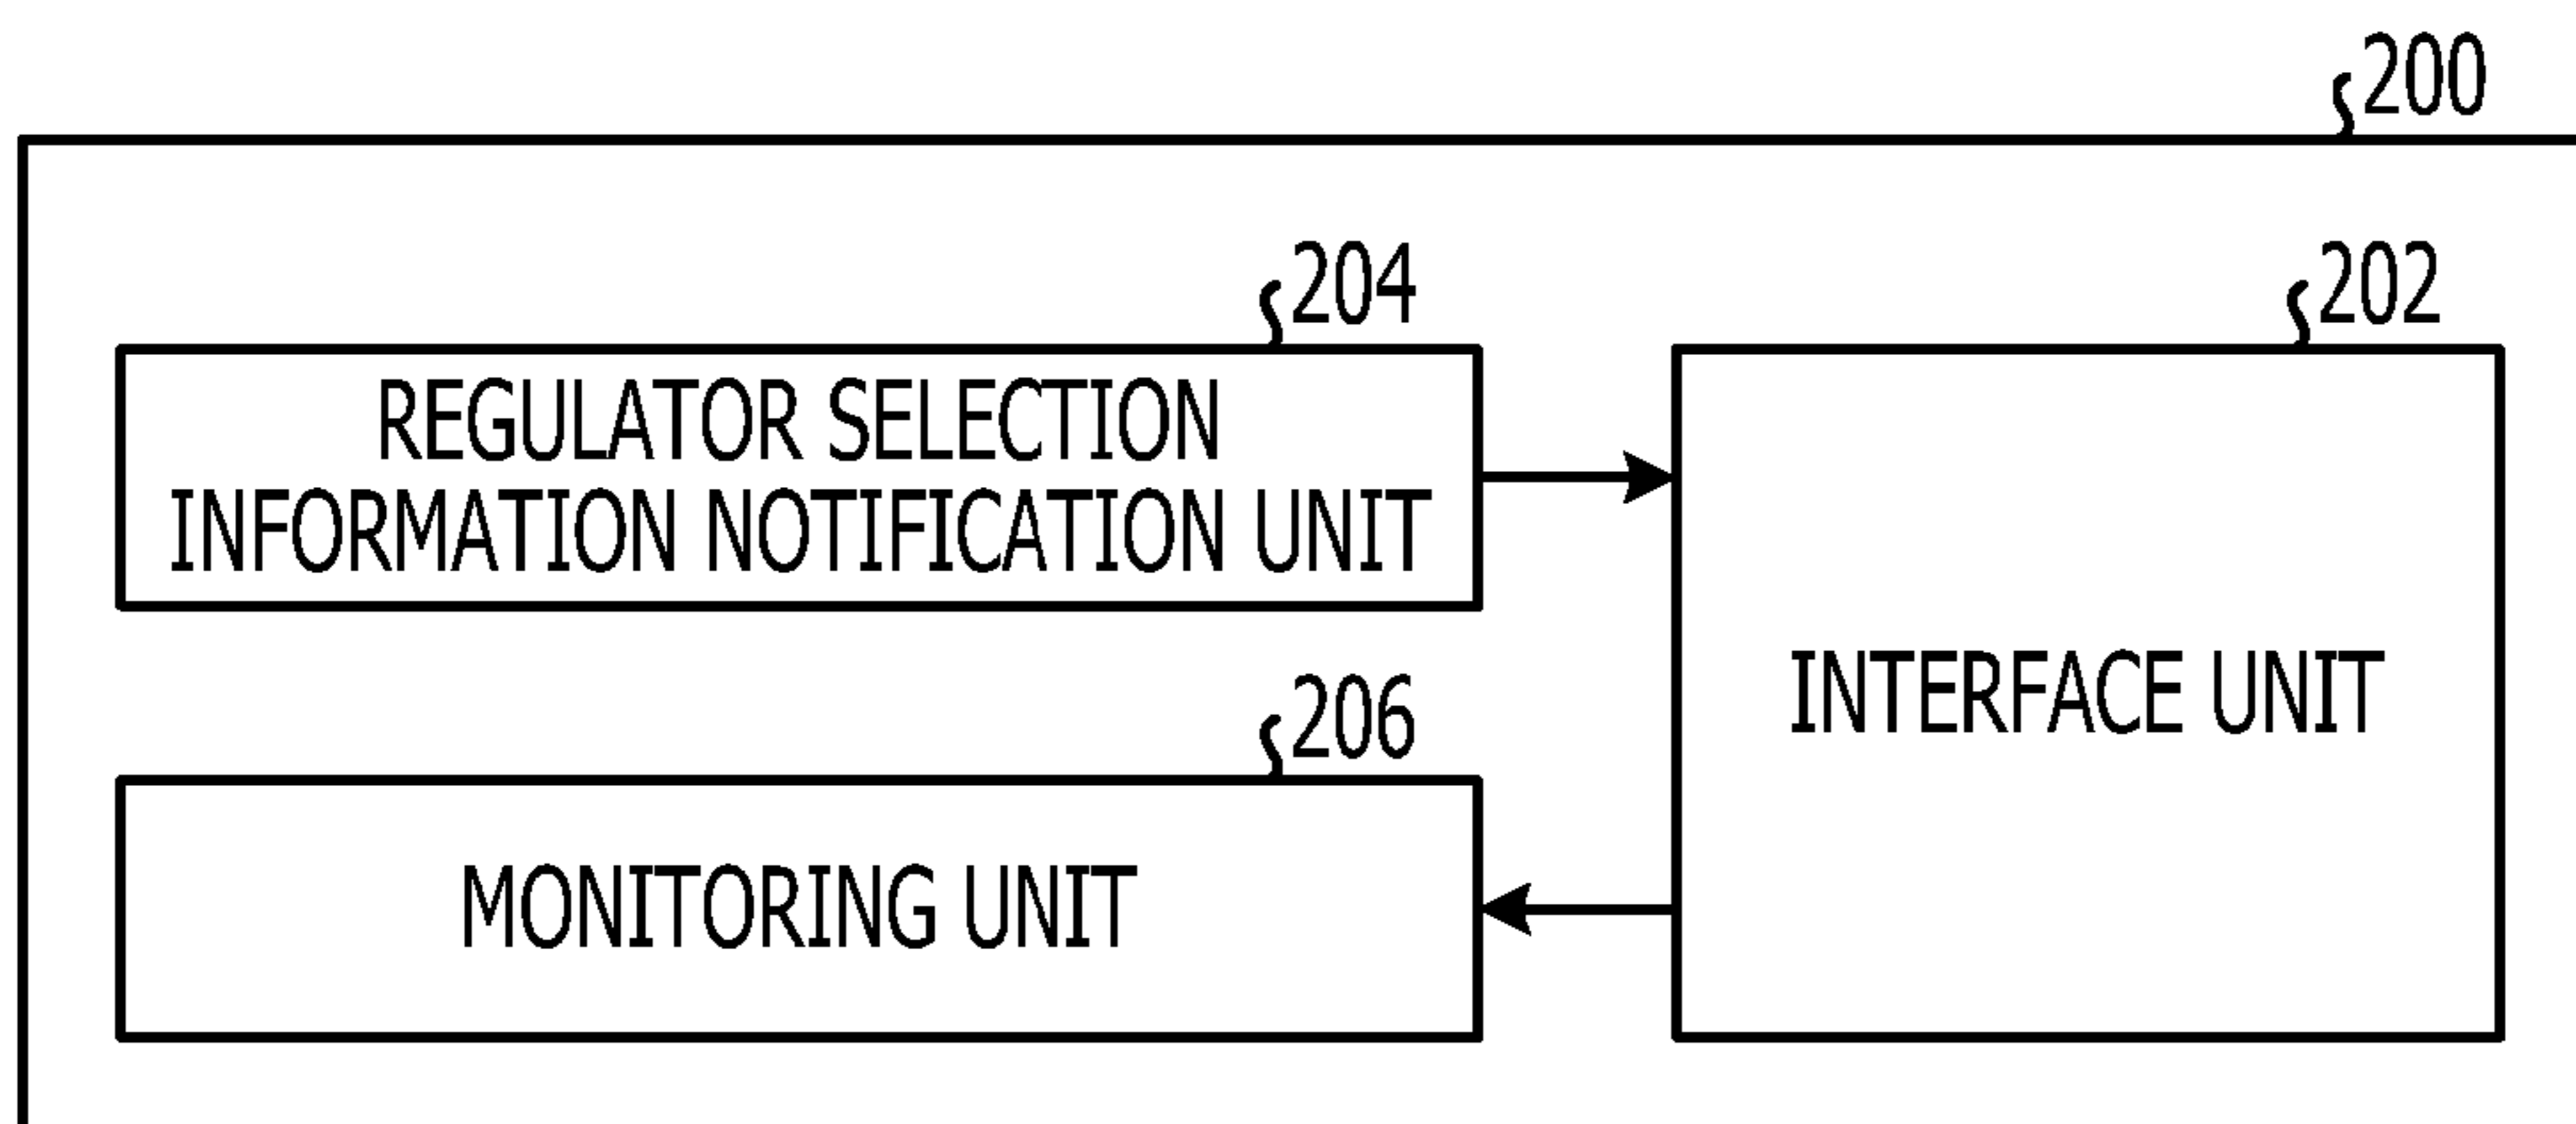 200
204
202
REGULATOR SELECTION
INFORMATION NOTIFICATION UNIT
INTERFACE UNIT
206
MONITORING UNIT